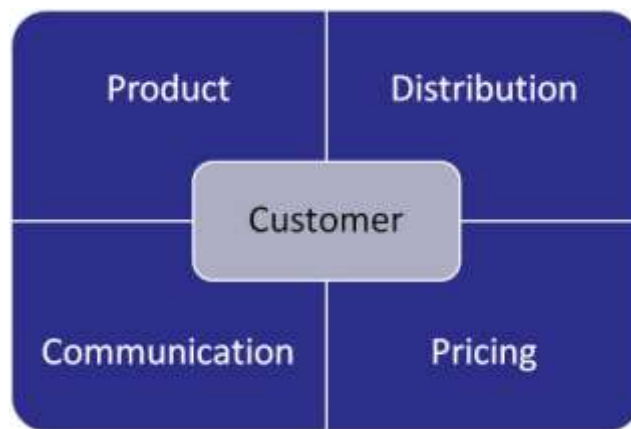 Product
Distribution
Customer
Communication
Pricing